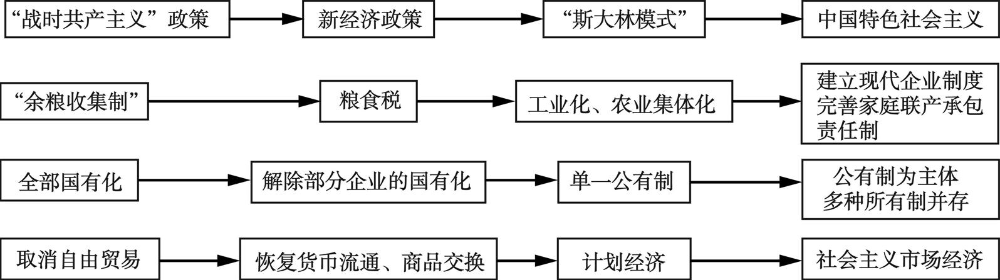 “战时共产主义”政策
新经济政策
“斯大林模式”
中国特色社会主义
“余粮收集制”
粮食税
工业化、农业集体化
建立现代企业制度
完善家庭联产承包
责任制
全部国有化
解除部分企业的国有化
单一公有制
公有制为主体
多种所有制并存
取消自由贸易
恢复货币流通、商品交换
计划经济
社会主义市场经济